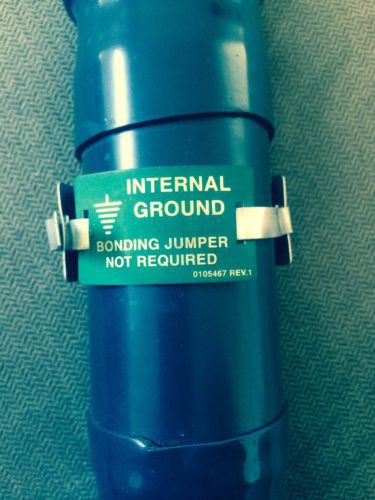 INTERNAL
GROUND
BONDING JUMPER
NOT REQUIRED
0105467 REV.1